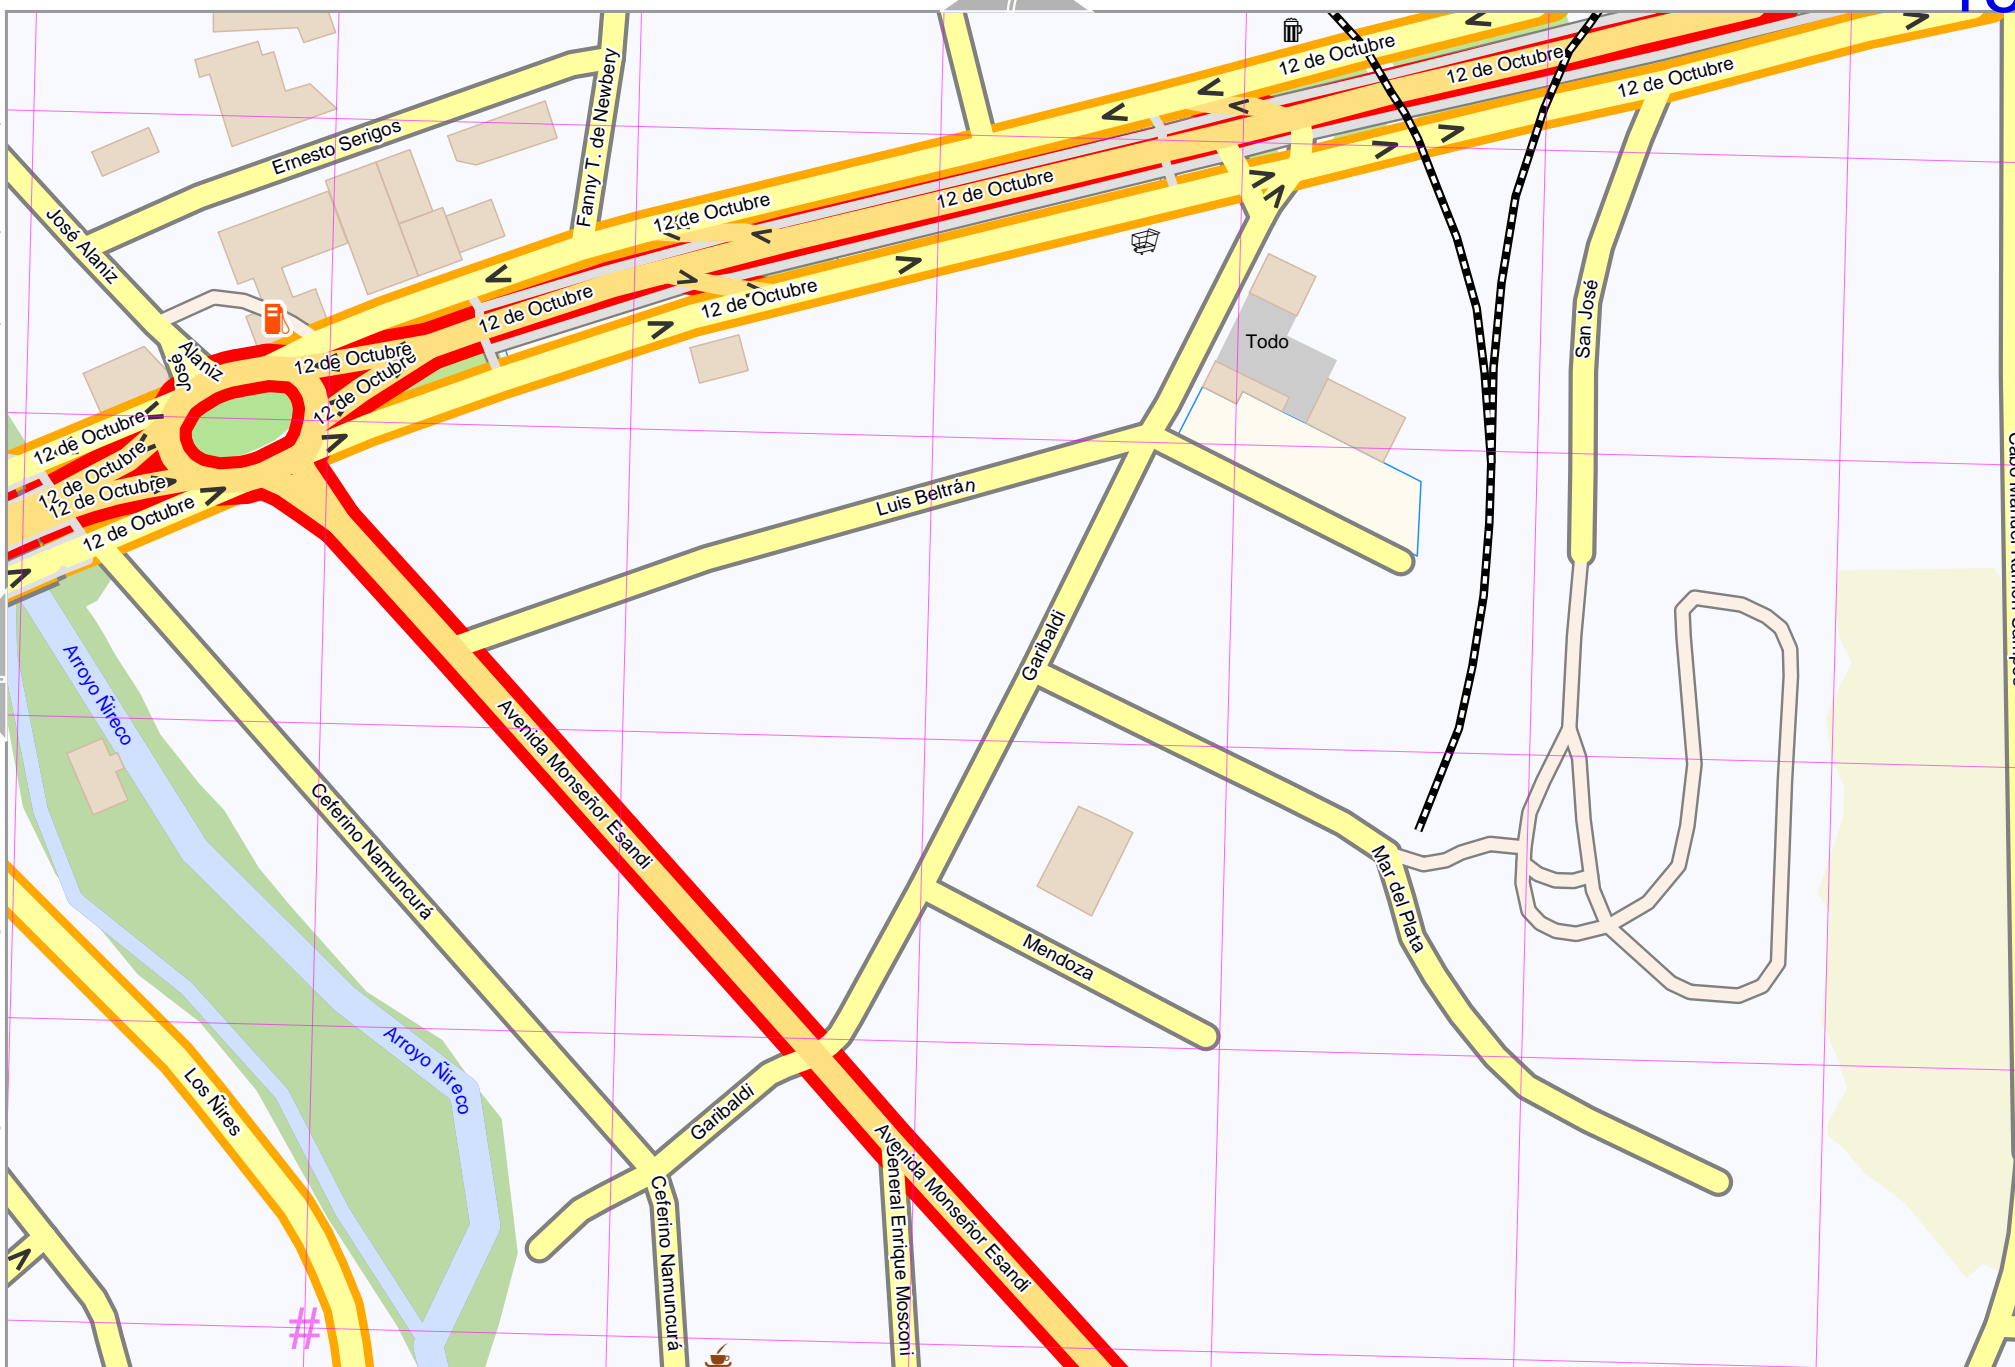 12 de Octubre
12 de Octubre
12 de Octubre
Fanny T. de Newbery
Ernesto Serigos
José Alaniz
12 de Octubre
12 de Octubre
12 de Octubre
12 de Octubre
12 de Octubre
12 de Octubre
José Alaniz
12 de Octubre
12 de Octubre
12 de Octubre
12 de Octubre
12 de Octubre
Todo
San José
Luis Beltrán
Garibaldi
Arroyo Ñireco
Avenida Monseñor Esandi
Ceferino Namuncurá
Mar del Plata
Mendoza
Arroyo Ñireco
Los Ñires
Garibaldi
Avenida Monseñor Esandi
General Enrique Mosconi
Ceferino Namuncurá
#